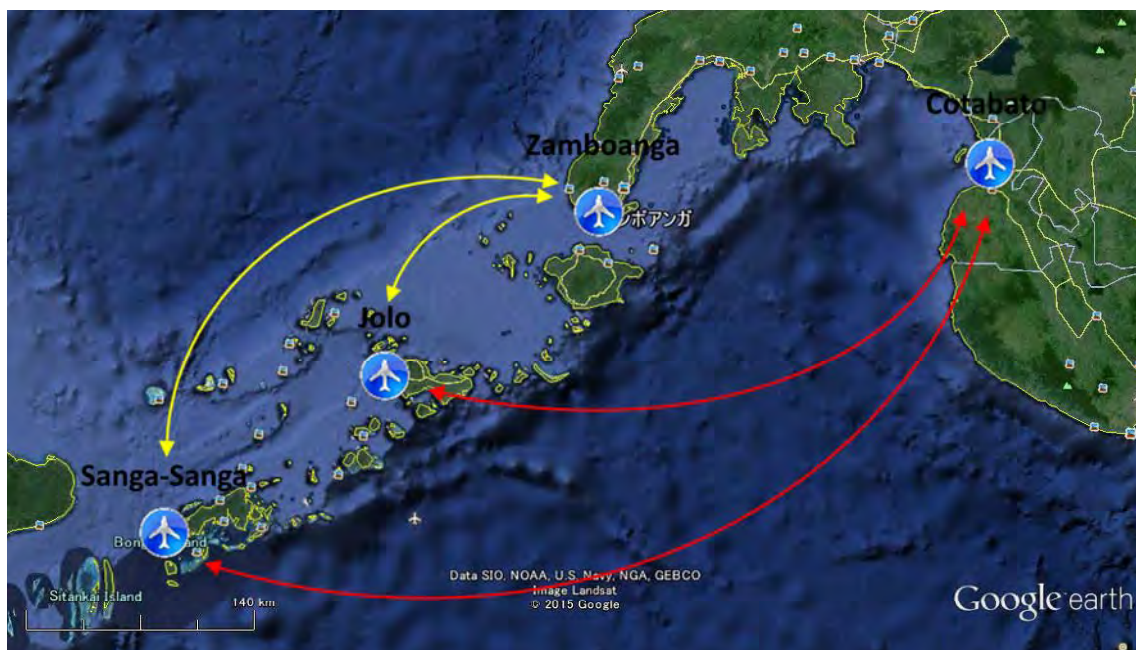 Cotabato
Zamboanga
ンボアンガ
Jolo
Sanga-Sanga
Sitankai Island
140 km
Data SIO, NOAA, U.S. Navy, NGA, GEBCO
Image Landsat
© 2015 Google
Google earth